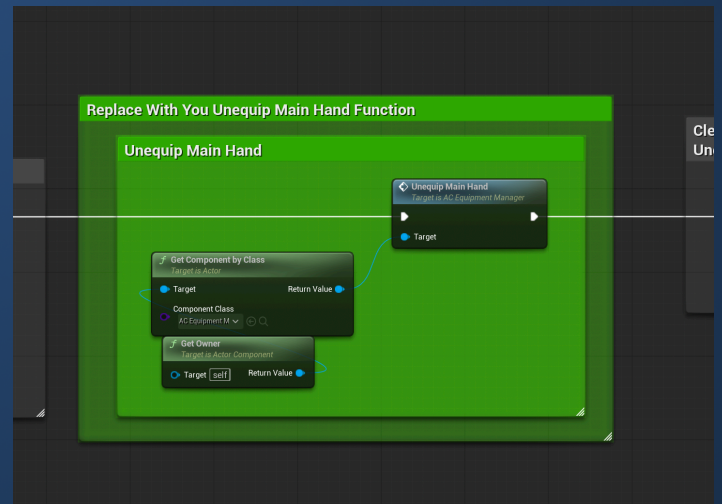 Replace With You Unequip Main Hand Function
Unequip Main Hand
Unequip Main Hand
Target is AC Equipment Manager
Target
Get Component by Class
Target is Actor
Target
Return Value
Component Class
AC Equipment M
Get Owner
Target is Actor Component
Target self
Return Value
Cle
Un